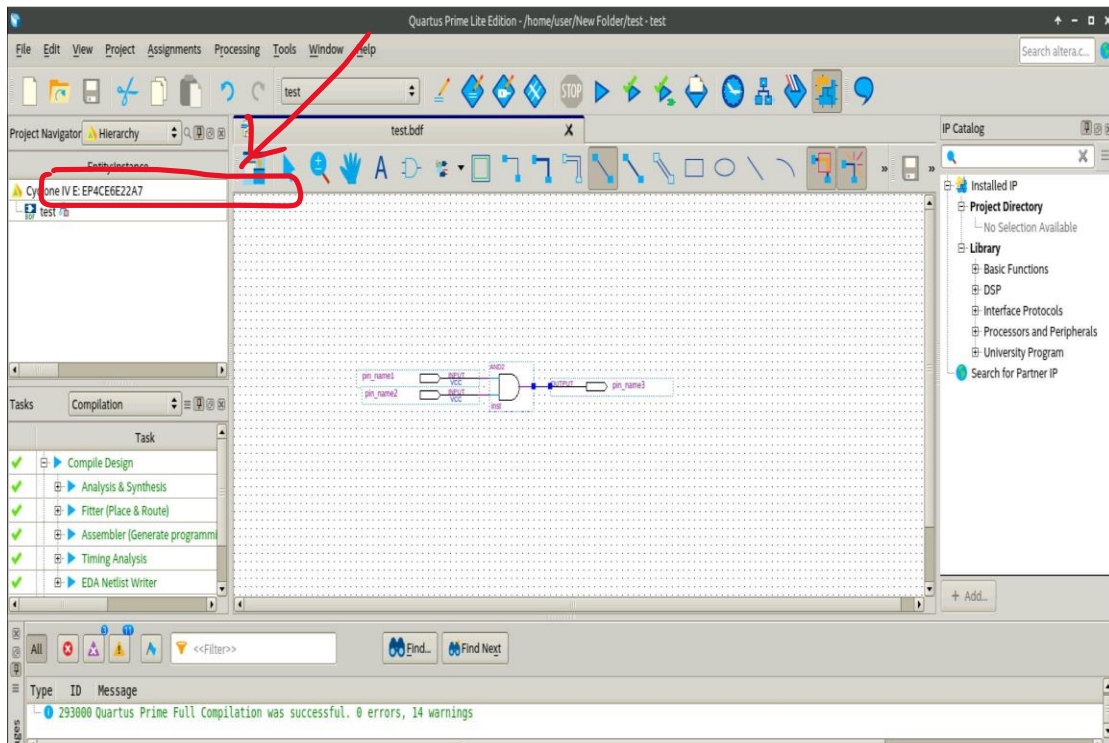 Quartus Prime Lite Edition - /home/user/New Folder/test - test
File Edit View Project Assignments Processing Tools Window Help
Search altera.c...
test
STOP
Project Navigator Hierarchy
test.bdf
IP Catalog
Entity:Instance
Cyclone IV E: EP4CE6E22A7
test
Installed IP
Project Directory
No Selection Available
Library
Basic Functions
DSP
Interface Protocols
Processors and Peripherals
University Program
Search for Partner IP
pin_name1 INPUT VCC
pin_name2 INPUT VCC
AND2
inst
OUTPUT pin_name3
Tasks Compilation
Task
Compile Design
Analysis & Synthesis
Fitter (Place & Route)
Assembler (Generate programmi
Timing Analysis
EDA Netlist Writer
+ Add...
All 3 11 <<Filter>> Find... Find Next
Type ID Message
293000 Quartus Prime Full Compilation was successful. 0 errors, 14 warnings